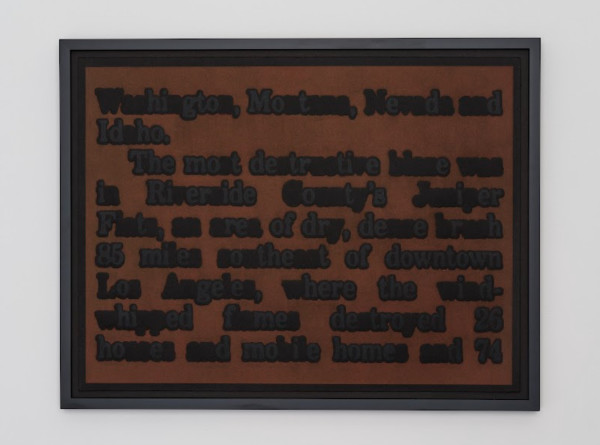 Washington, Montana, Nevada and
Idaho.
The most destructive blaze was
in Riverside County's Juniper
Flats, an area of dry, dense brush
85 miles southeast of downtown
Los Angeles, where the wind-
whipped flames destroyed 26
homes and mobile homes and 74